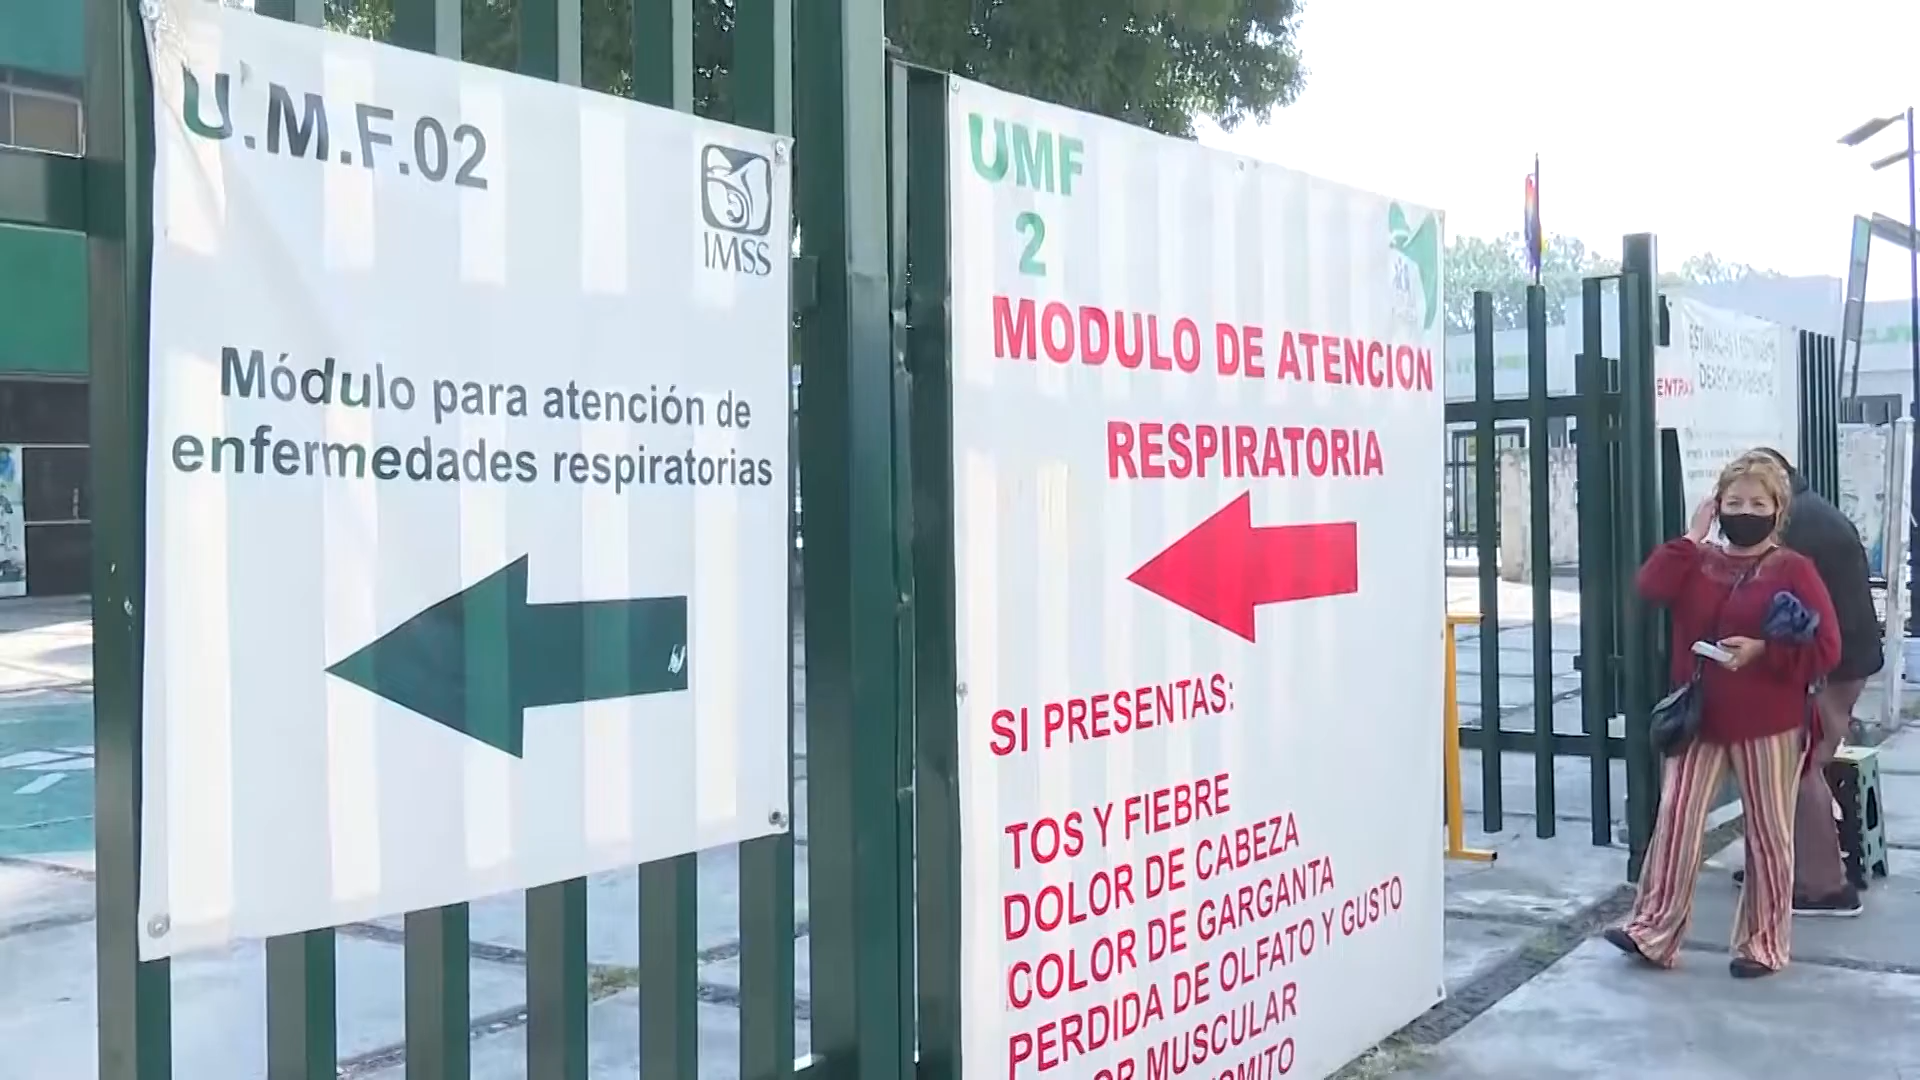 U.M.F.02
IMSS
Módulo para atención de
enfermedades respiratorias
UMF
2
MODULO DE ATENCION
RESPIRATORIA
SI PRESENTAS:
TOS Y FIEBRE
DOLOR DE CABEZA
COLOR DE GARGANTA
PERDIDA DE OLFATO Y GUSTO
MUSCULAR